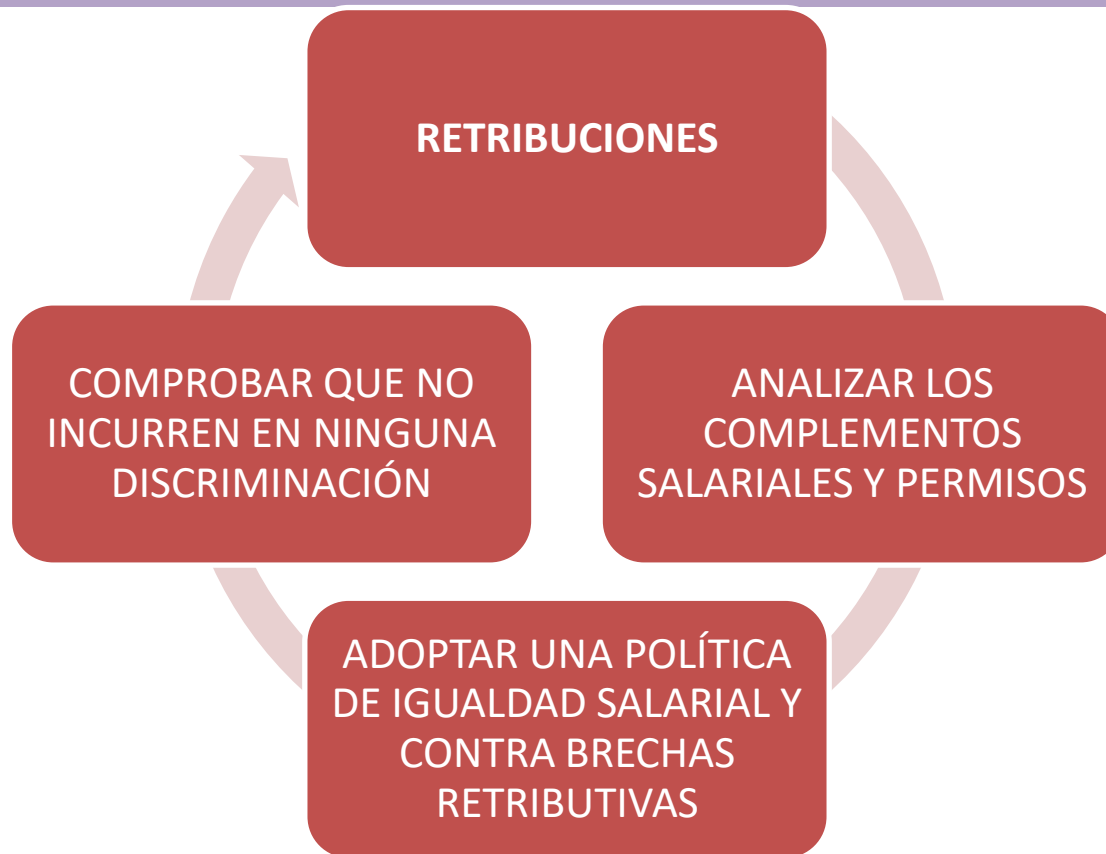 RETRIBUCIONES
ANALIZAR LOS
COMPLEMENTOS
SALARIALES Y PERMISOS
ADOPTAR UNA POLÍTICA
DE IGUALDAD SALARIAL Y
CONTRA BRECHAS
RETRIBUTIVAS
COMPROBAR QUE NO
INCURREN EN NINGUNA
DISCRIMINACIÓN